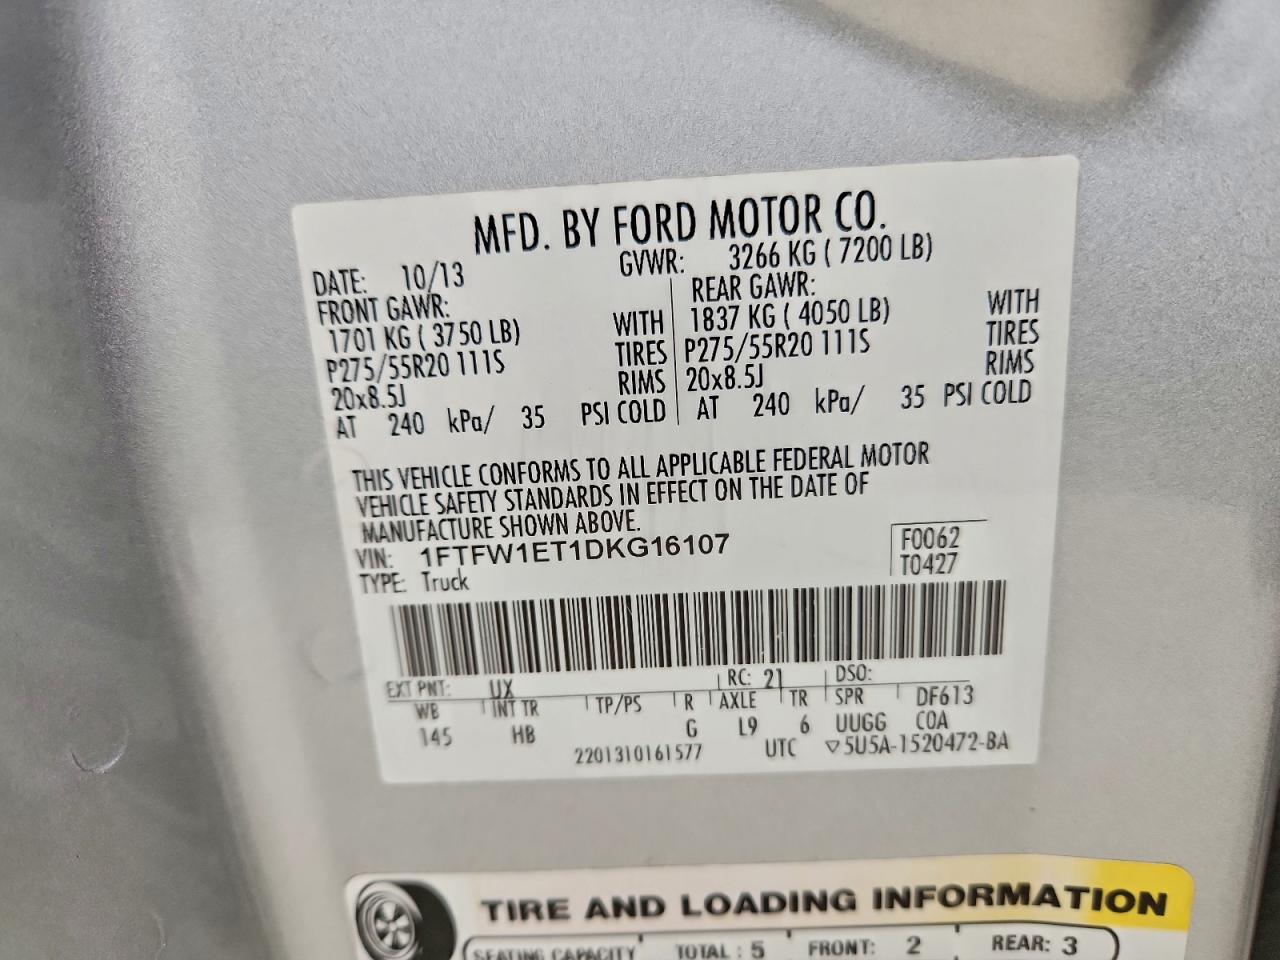 MFD. BY FORD MOTOR CO.
DATE: 10/13 GVWR: 3266 KG ( 7200 LB)
FRONT GAWR: REAR GAWR:
1701 KG ( 3750 LB) WITH 1837 KG ( 4050 LB) WITH
P275/55R20 111S TIRES P275/55R20 111S TIRES
20x8.5J RIMS 20x8.5J RIMS
AT 240 kPa/ 35 PSI COLD AT 240 kPa/ 35 PSI COLD
THIS VEHICLE CONFORMS TO ALL APPLICABLE FEDERAL MOTOR
VEHICLE SAFETY STANDARDS IN EFFECT ON THE DATE OF
MANUFACTURE SHOWN ABOVE.
VIN: 1FTFW1ET1DKG16107 F0062
TYPE: Truck T0427
EXT PNT: UX RC: 21 DSO:
WB INT TR TP/PS R AXLE TR SPR DF613
145 HB G L9 6 UUGG COA
2201310161577 UTC ▽5U5A-1520472-BA
TIRE AND LOADING INFORMATION
SEATING CAPACITY TOTAL : 5 FRONT: 2 REAR: 3